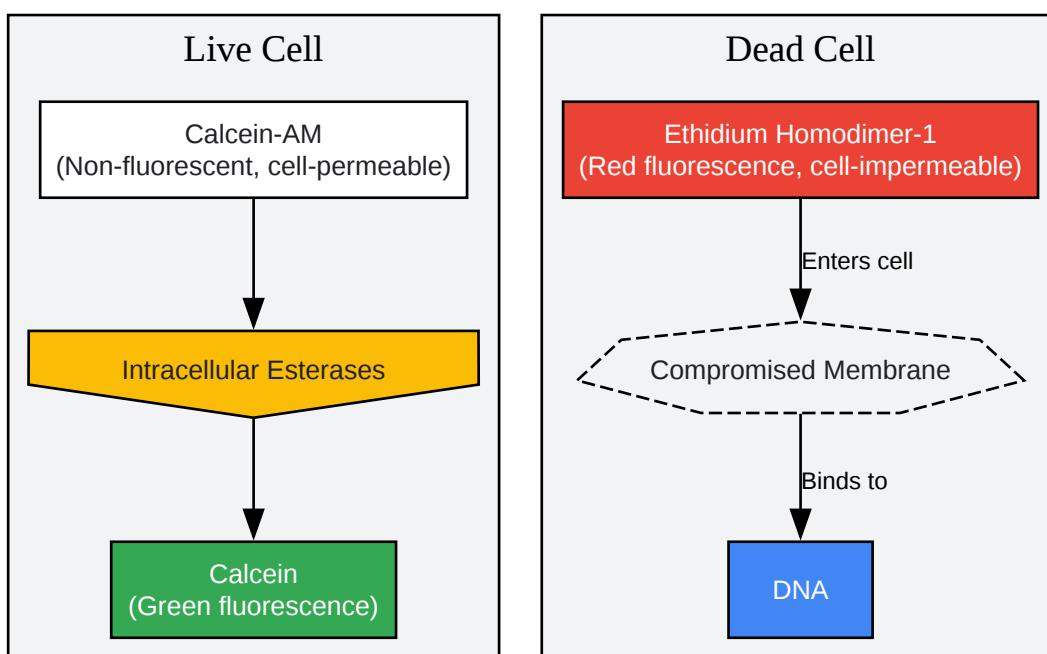 Live Cell
Calcein-AM
(Non-fluorescent, cell-permeable)
Intracellular Esterases
Calcein
(Green fluorescence)
Dead Cell
Ethidium Homodimer-1
(Red fluorescence, cell-impermeable)
Enters cell
Compromised Membrane
Binds to
DNA